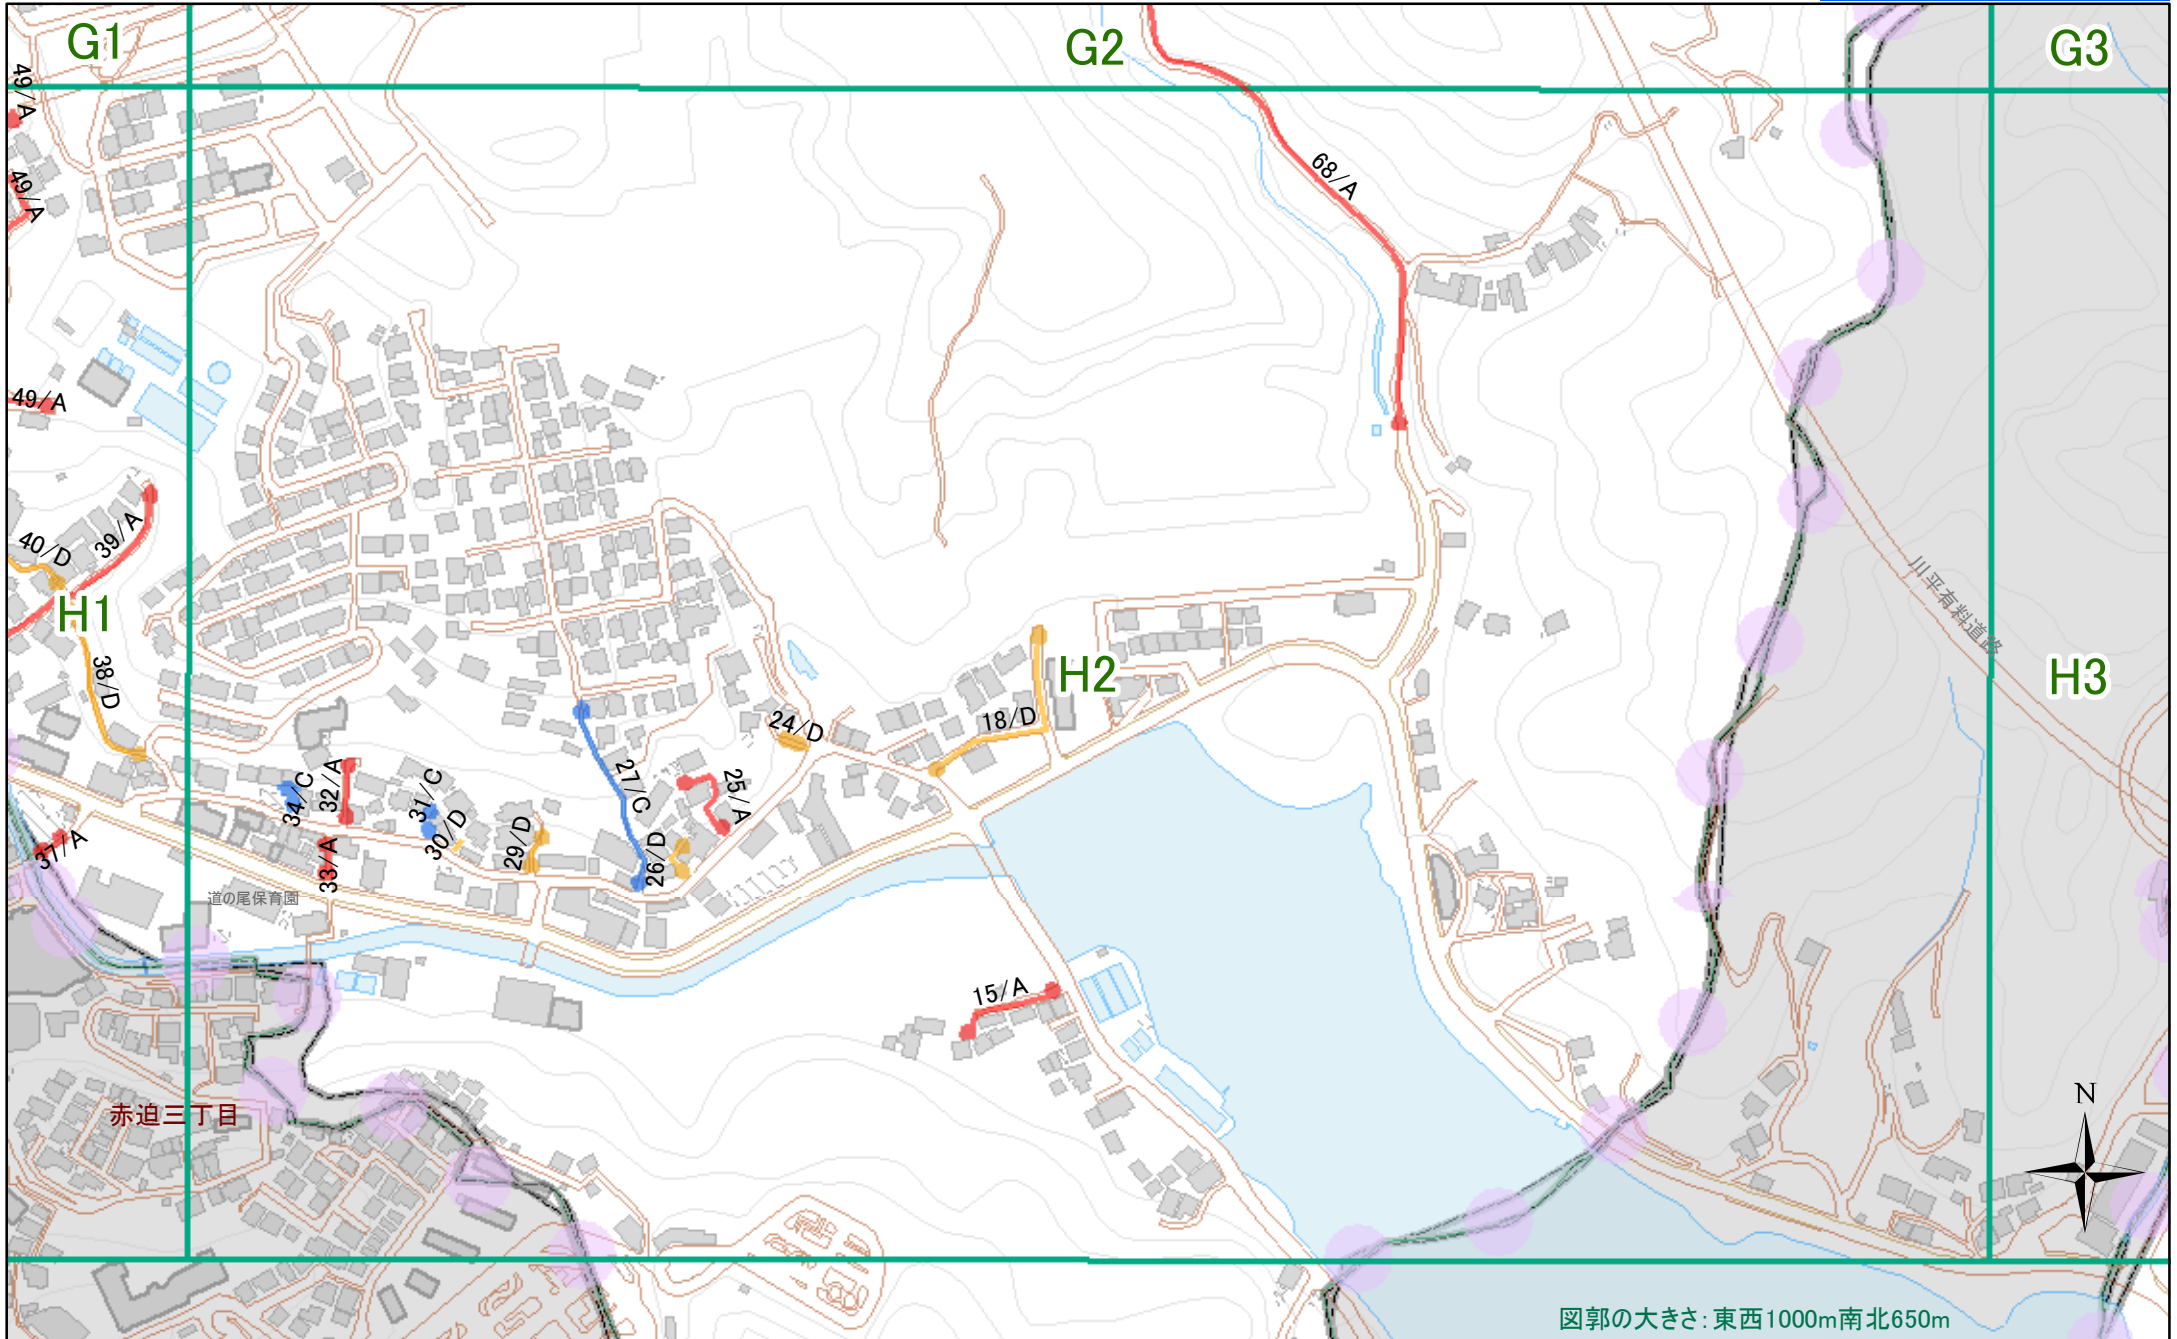 G1
G2
G3
49/A
49/A
68/A
49/A
40/D
39/A
H1
38/D
川平有料道路
H2
H3
18/D
24/D
27/C
25/A
34/C
32/A
31/C
30/D
29/D
26/D
37/A
33/A
道の尾保育園
15/A
赤迫三丁目
N
図郭の大きさ:東西1000m南北650m